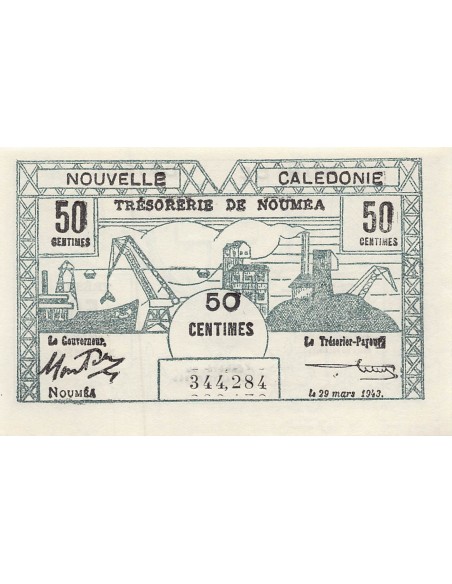 NOUVELLE CALEDONIE
TRÉSORERIE DE NOUMÉA
50 CENTIMES
50 CENTIMES
50 CENTIMES
Le Gouverneur,
Le Trésorier-Payeur
344,284
NOUMÉA
Le 29 mars 1943.